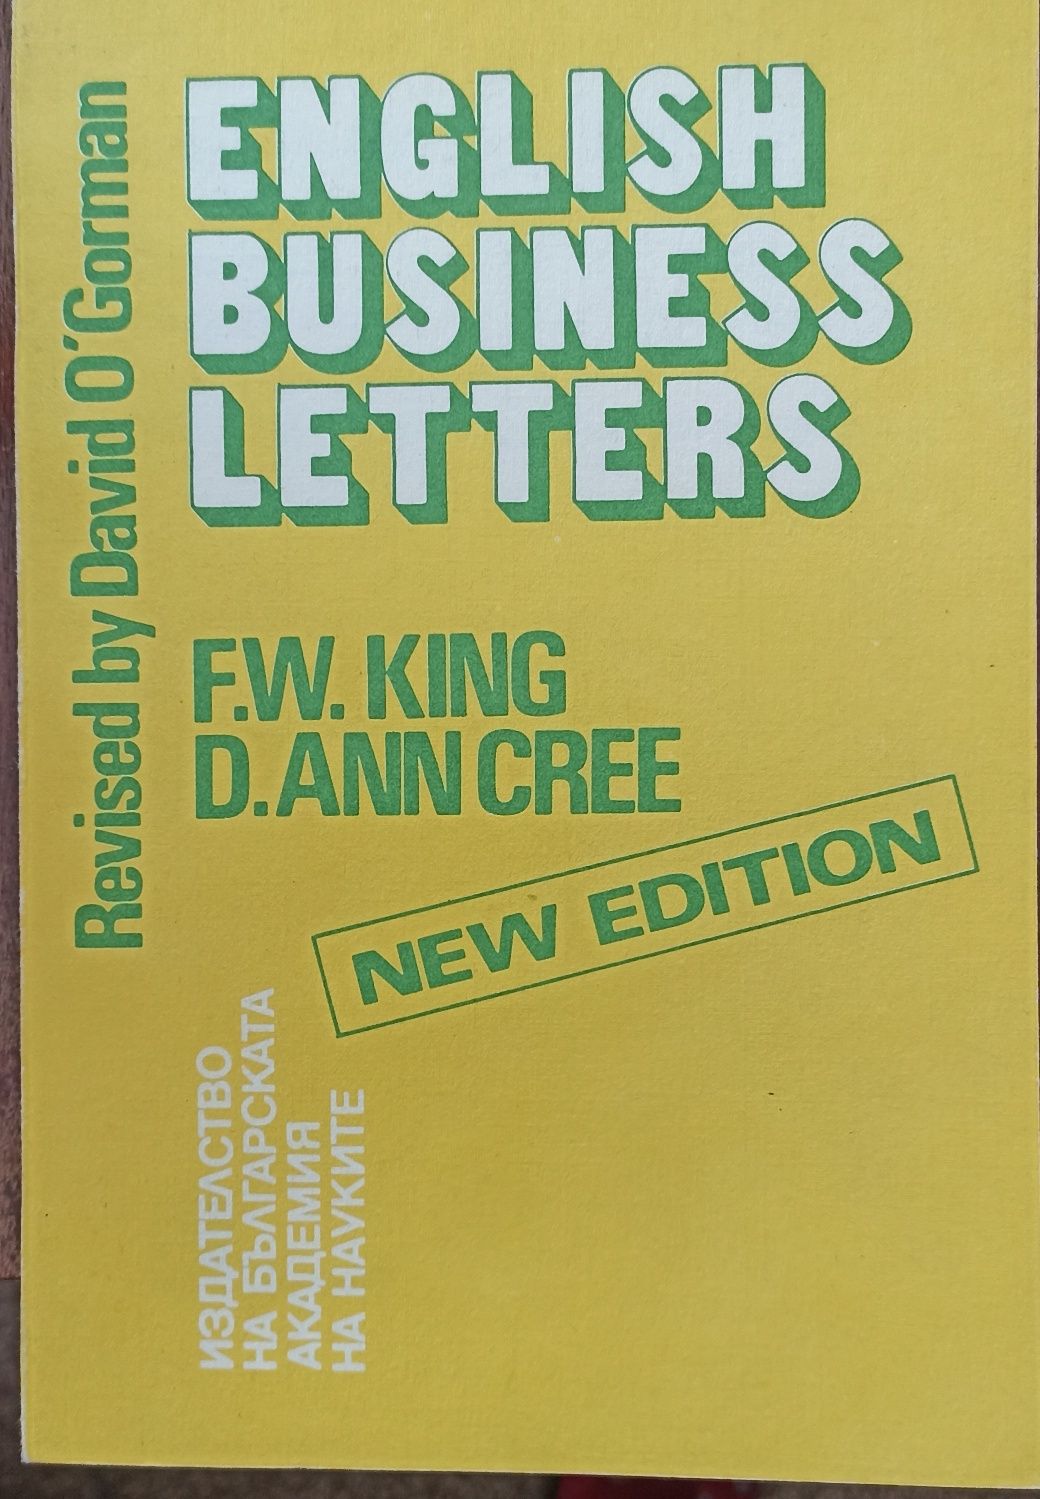 ENGLISH
BUSINESS
LETTERS
Revised by David O'Gorman
F.W. KING
D. ANN CREE
NEW EDITION
ИЗДАТЕЛСТВО
НА БЪЛГАРСКАТА
АКАДЕМИЯ
НА НАУКИТЕ